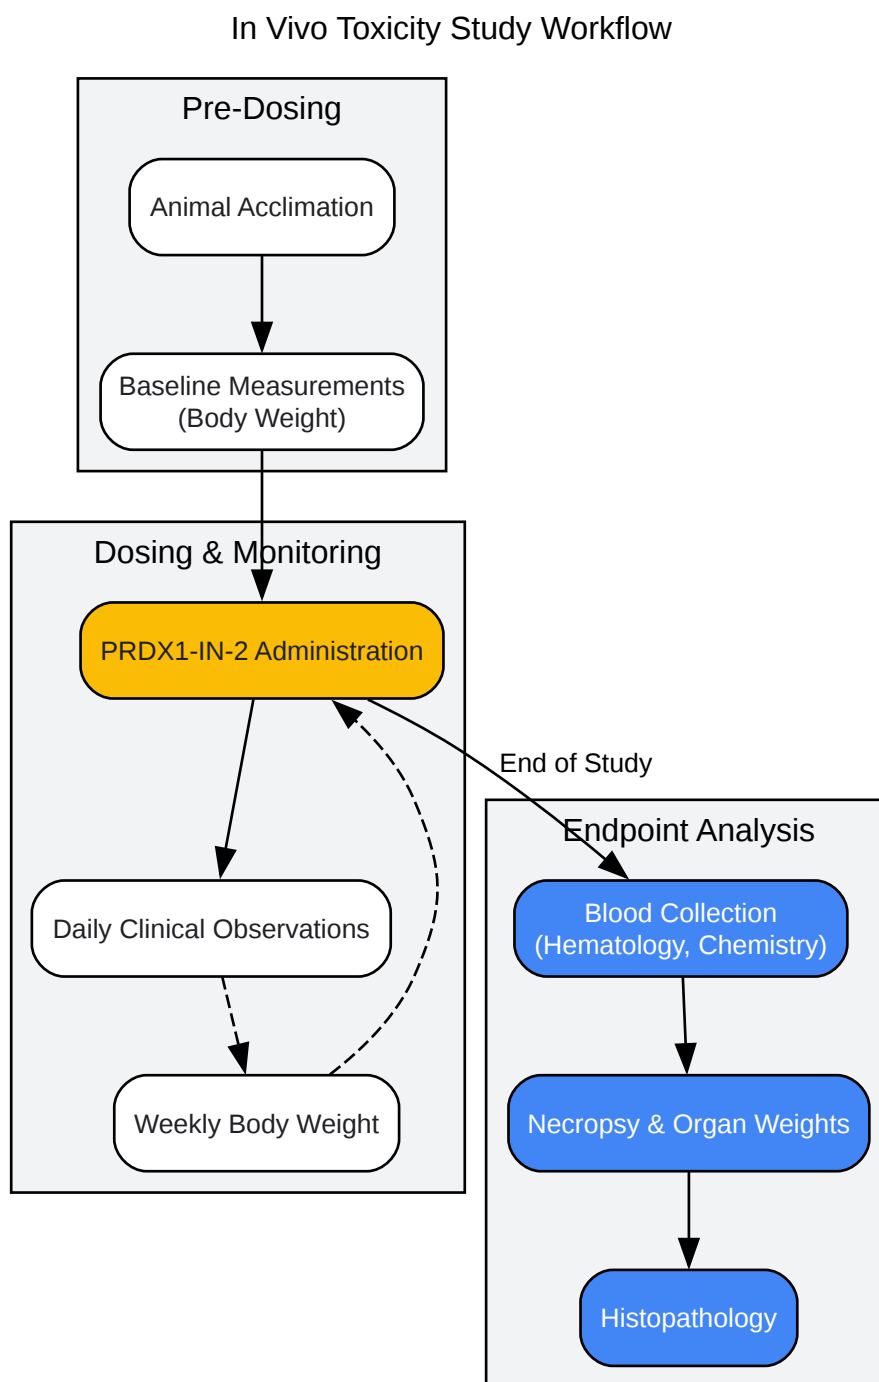 In Vivo Toxicity Study Workflow
Pre-Dosing
Animal Acclimation
Baseline Measurements
(Body Weight)
Dosing & Monitoring
PRDX1-IN-2 Administration
End of Study
Daily Clinical Observations
Weekly Body Weight
Endpoint Analysis
Blood Collection
(Hematology, Chemistry)
Necropsy & Organ Weights
Histopathology